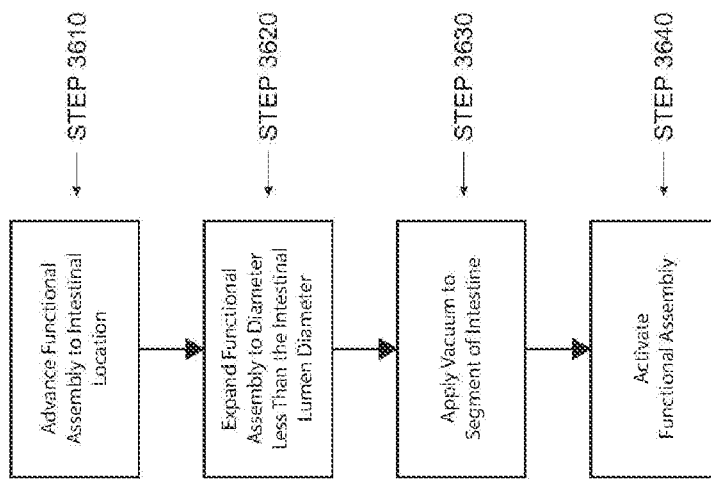 Advance Functional
Assembly to Intestinal
Location
STEP 3610
Expand Functional
Assembly to Diameter
Less Than the Intestinal
Lumen Diameter
STEP 3620
Apply Vacuum to
Segment of Intestine
STEP 3630
Activate
Functional Assembly
STEP 3640